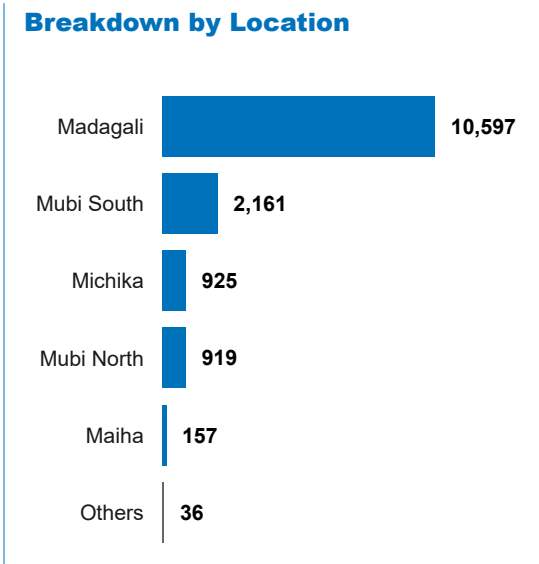 Breakdown by Location
Madagali 10,597
Mubi South 2,161
Michika 925
Mubi North 919
Maiha 157
Others 36